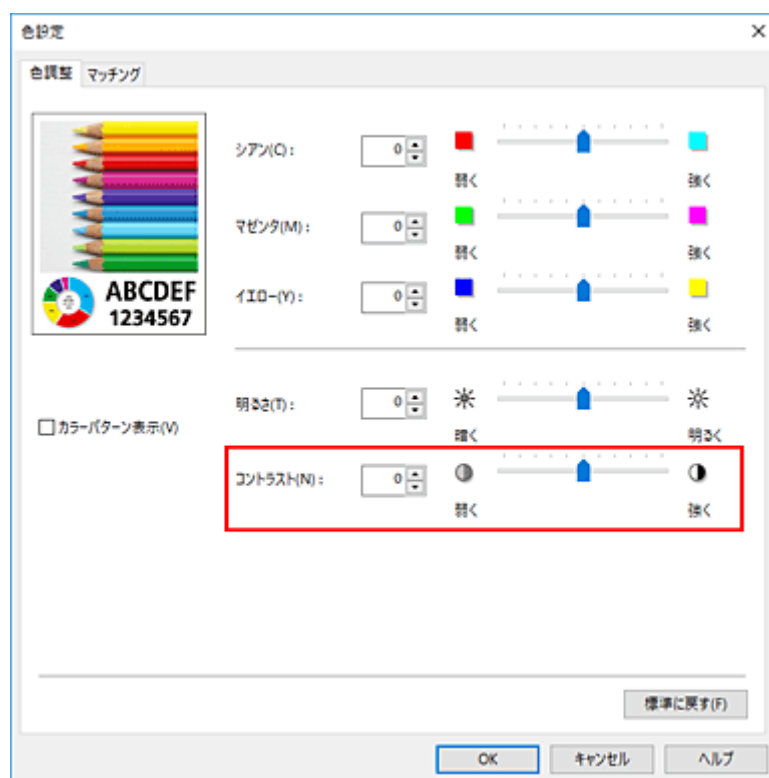 色設定
色調整 マッチング
シアン(C): 0
弱く 強く
マゼンタ(M): 0
弱く 強く
イエロー(Y): 0
弱く 強く
ABCDEF
1234567
明るさ(T): 0
暗く 明るく
カラーパターン表示(V)
コントラスト(N): 0
弱く 強く
標準に戻す(F)
OK キャンセル ヘルプ